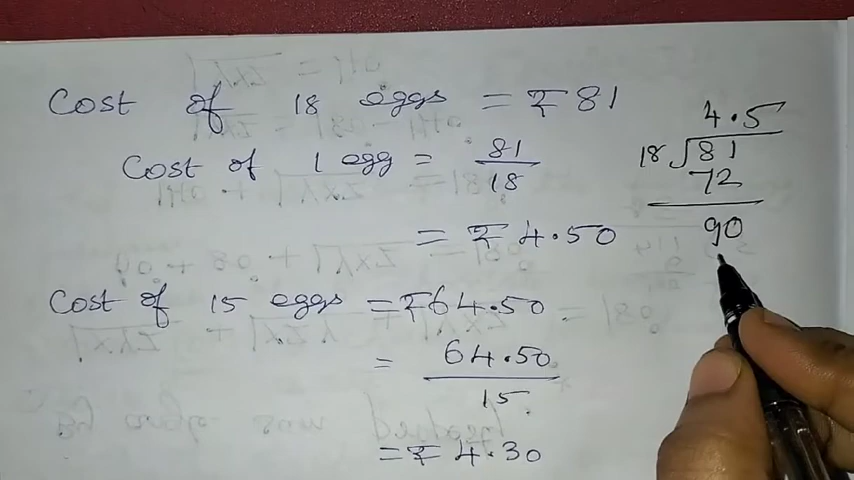 Cost of 18 eggs = ₹ 81
Cost of 1 egg = 81
18
= ₹ 4.50
4.5
18 √ 81
72
90
Cost of 15 eggs = ₹ 64.50
= 64.50
15
= ₹ 4.30